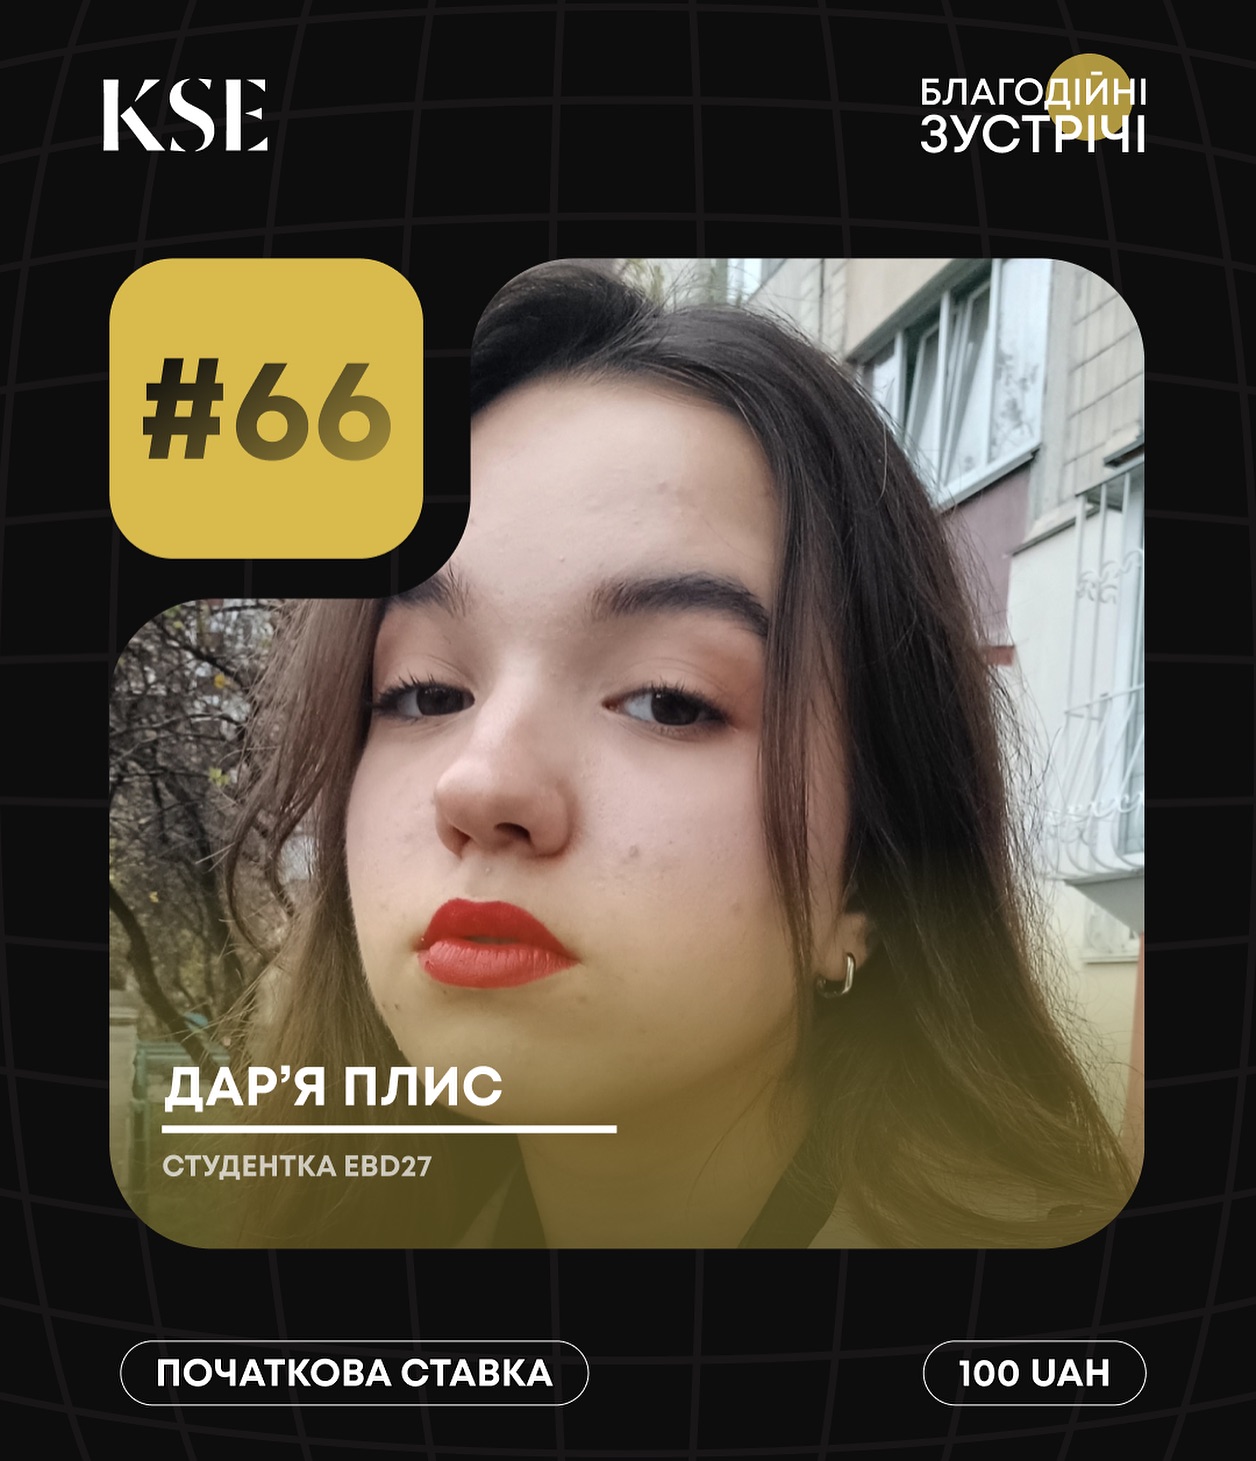 KSE
БЛАГОДІЙНІ
ЗУСТРІЧІ
#66
ДАР’Я ПЛИС
СТУДЕНТКА EBD27
ПОЧАТКОВА СТАВКА
100 UAH